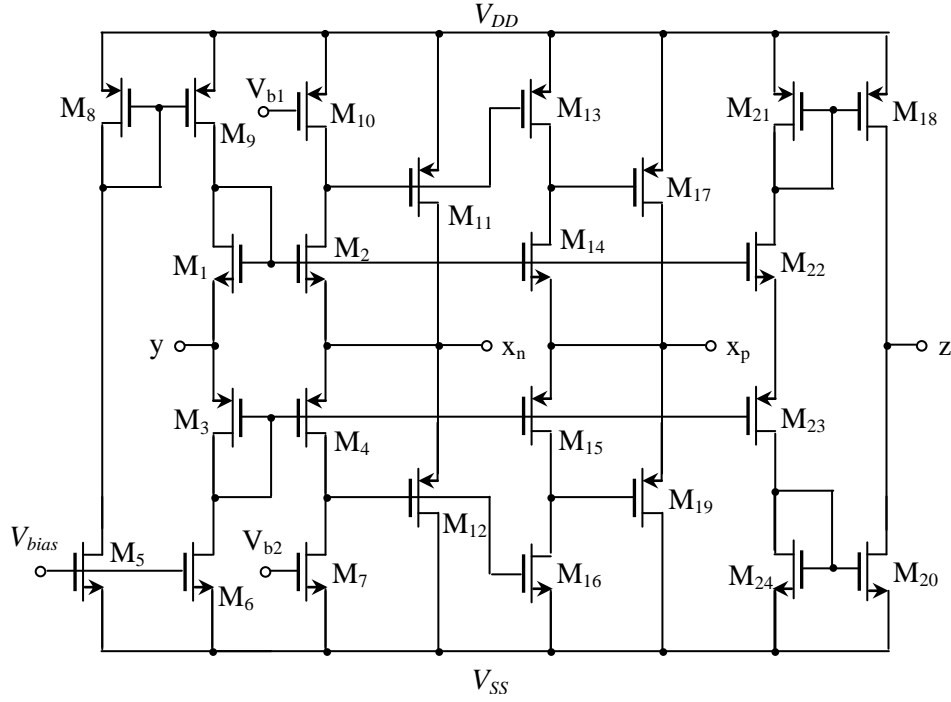 V_DD
M_8
M_9
V_b1
M_10
M_13
M_21
M_18
M_11
M_17
M_1
M_2
M_14
M_22
y
x_n
x_p
z
M_3
M_4
M_15
M_23
V_bias
M_5
M_6
V_b2
M_7
M_12
M_16
M_19
M_24
M_20
V_SS